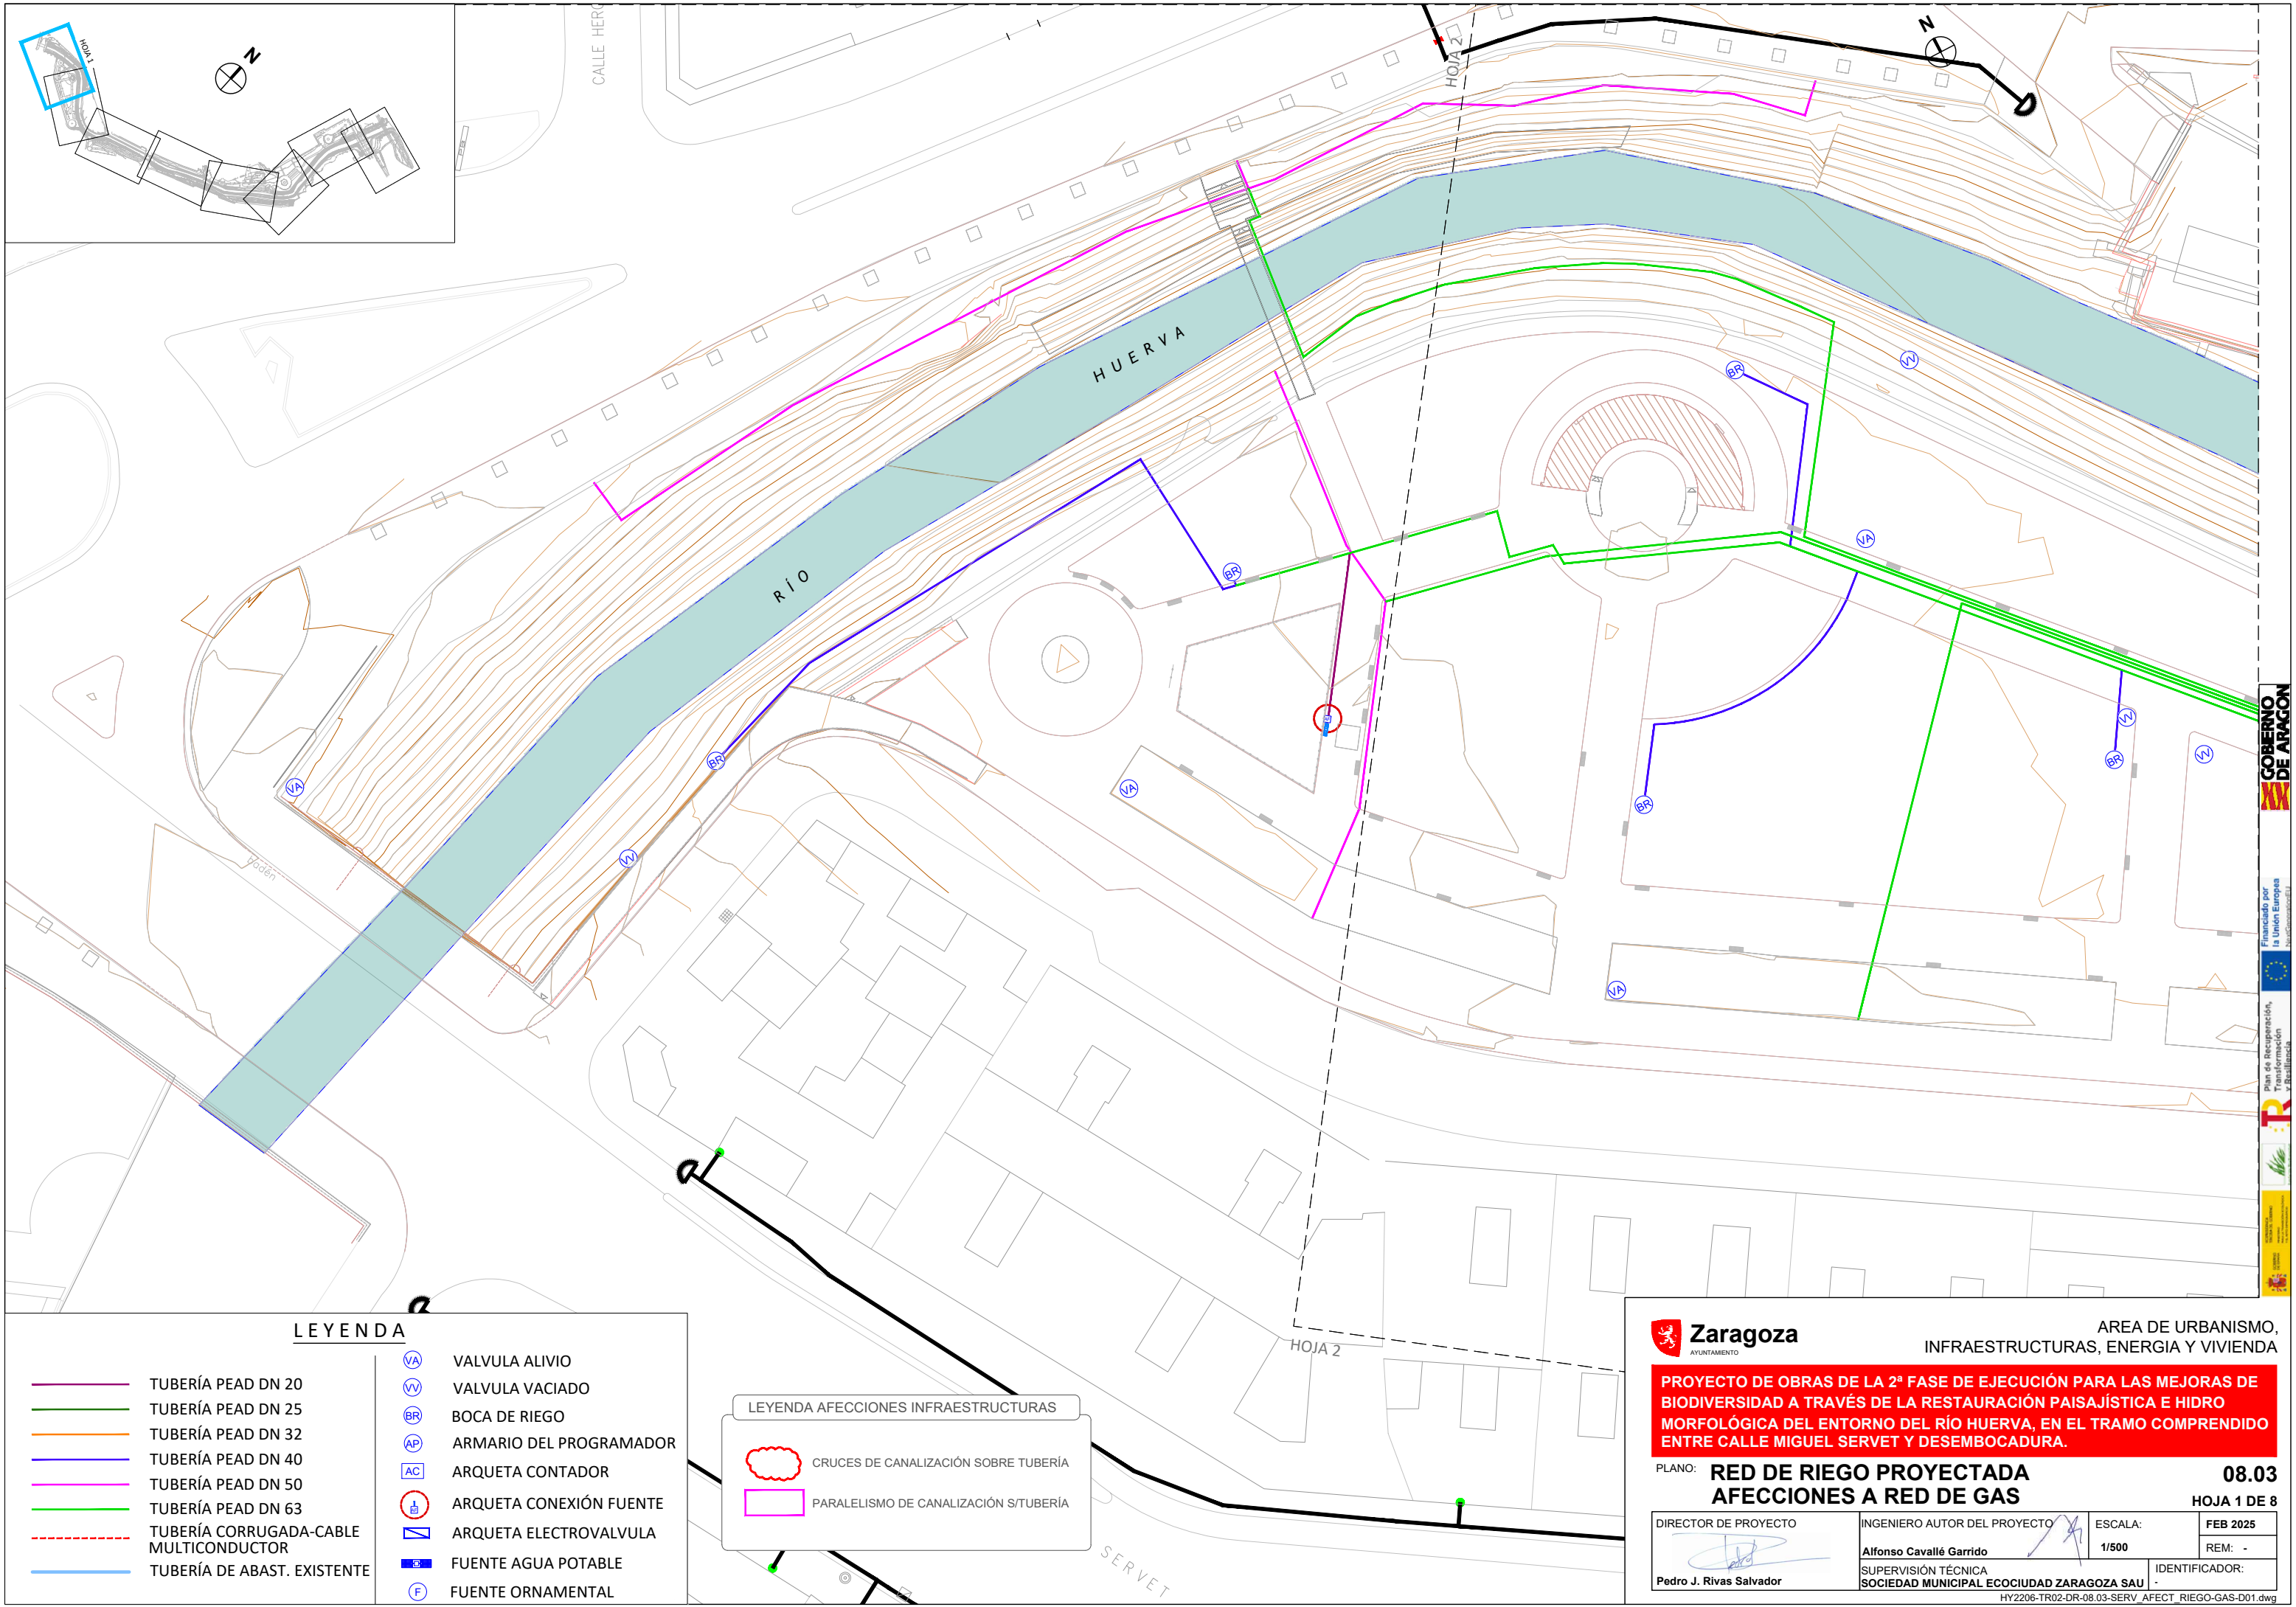 HOJA 1
N
CALLE HERO
HOJA 2
N
RÍO HUERVA
BR
VV
VA
BR
BR
VA
VV
VA
BR
VA
BR
VV
VV
BR
Vadén
HOJA 2
SERVET
LEYENDA
TUBERÍA PEAD DN 20
TUBERÍA PEAD DN 25
TUBERÍA PEAD DN 32
TUBERÍA PEAD DN 40
TUBERÍA PEAD DN 50
TUBERÍA PEAD DN 63
TUBERÍA CORRUGADA-CABLE
MULTICONDUCTOR
TUBERÍA DE ABAST. EXISTENTE
VA VALVULA ALIVIO
VV VALVULA VACIADO
BR BOCA DE RIEGO
AP ARMARIO DEL PROGRAMADOR
AC ARQUETA CONTADOR
ARQUETA CONEXIÓN FUENTE
ARQUETA ELECTROVALVULA
FUENTE AGUA POTABLE
F FUENTE ORNAMENTAL
LEYENDA AFECCIONES INFRAESTRUCTURAS
CRUCES DE CANALIZACIÓN SOBRE TUBERÍA
PARALELISMO DE CANALIZACIÓN S/TUBERÍA
GOBIERNO
DE ARAGON
Financiado por
la Unión Europea
NextGenerationEU
Plan de Recuperación,
Transformación
y Resiliencia
Zaragoza
AYUNTAMIENTO
AREA DE URBANISMO,
INFRAESTRUCTURAS, ENERGIA Y VIVIENDA
PROYECTO DE OBRAS DE LA 2ª FASE DE EJECUCIÓN PARA LAS MEJORAS DE
BIODIVERSIDAD A TRAVÉS DE LA RESTAURACIÓN PAISAJÍSTICA E HIDRO
MORFOLÓGICA DEL ENTORNO DEL RÍO HUERVA, EN EL TRAMO COMPRENDIDO
ENTRE CALLE MIGUEL SERVET Y DESEMBOCADURA.
PLANO: RED DE RIEGO PROYECTADA
AFECCIONES A RED DE GAS
08.03
HOJA 1 DE 8
DIRECTOR DE PROYECTO
Pedro J. Rivas Salvador
INGENIERO AUTOR DEL PROYECTO
Alfonso Cavallé Garrido
ESCALA:
1/500
FEB 2025
REM: -
SUPERVISIÓN TÉCNICA
SOCIEDAD MUNICIPAL ECOCIUDAD ZARAGOZA SAU
IDENTIFICADOR:
-
HY2206-TR02-DR-08.03-SERV_AFECT_RIEGO-GAS-D01.dwg